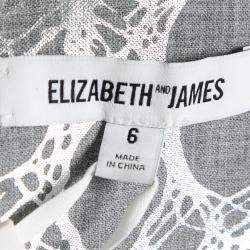 ELIZABETH AND JAMES
6
MADE
IN CHINA